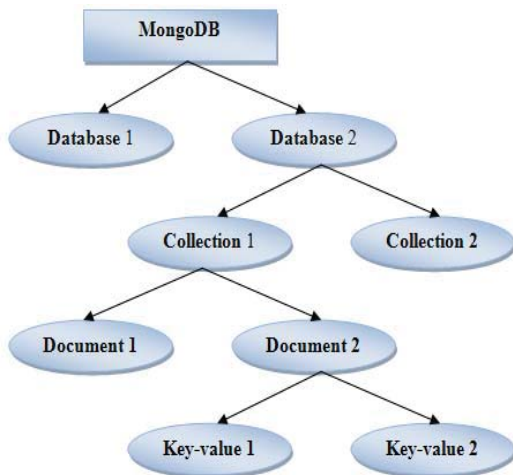 MongoDB
Database 1
Database 2
Collection 1
Collection 2
Document 1
Document 2
Key-value 1
Key-value 2